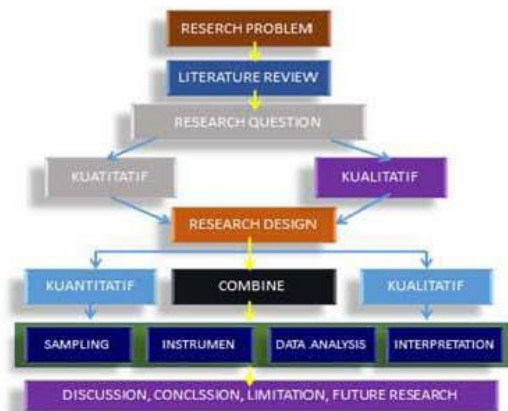 RESERCH PROBLEM
LITERATURE REVIEW
RESEARCH QUESTION
KUATITATIF
KUALITATIF
RESEARCH DESIGN
KUANTITATIF
COMBINE
KUALITATIF
SAMPLING
INSTRUMEN
DATA ANALYSIS
INTERPRETATION
DISCUSSION, CONCLSSION, LIMITATION, FUTURE RESEARCH